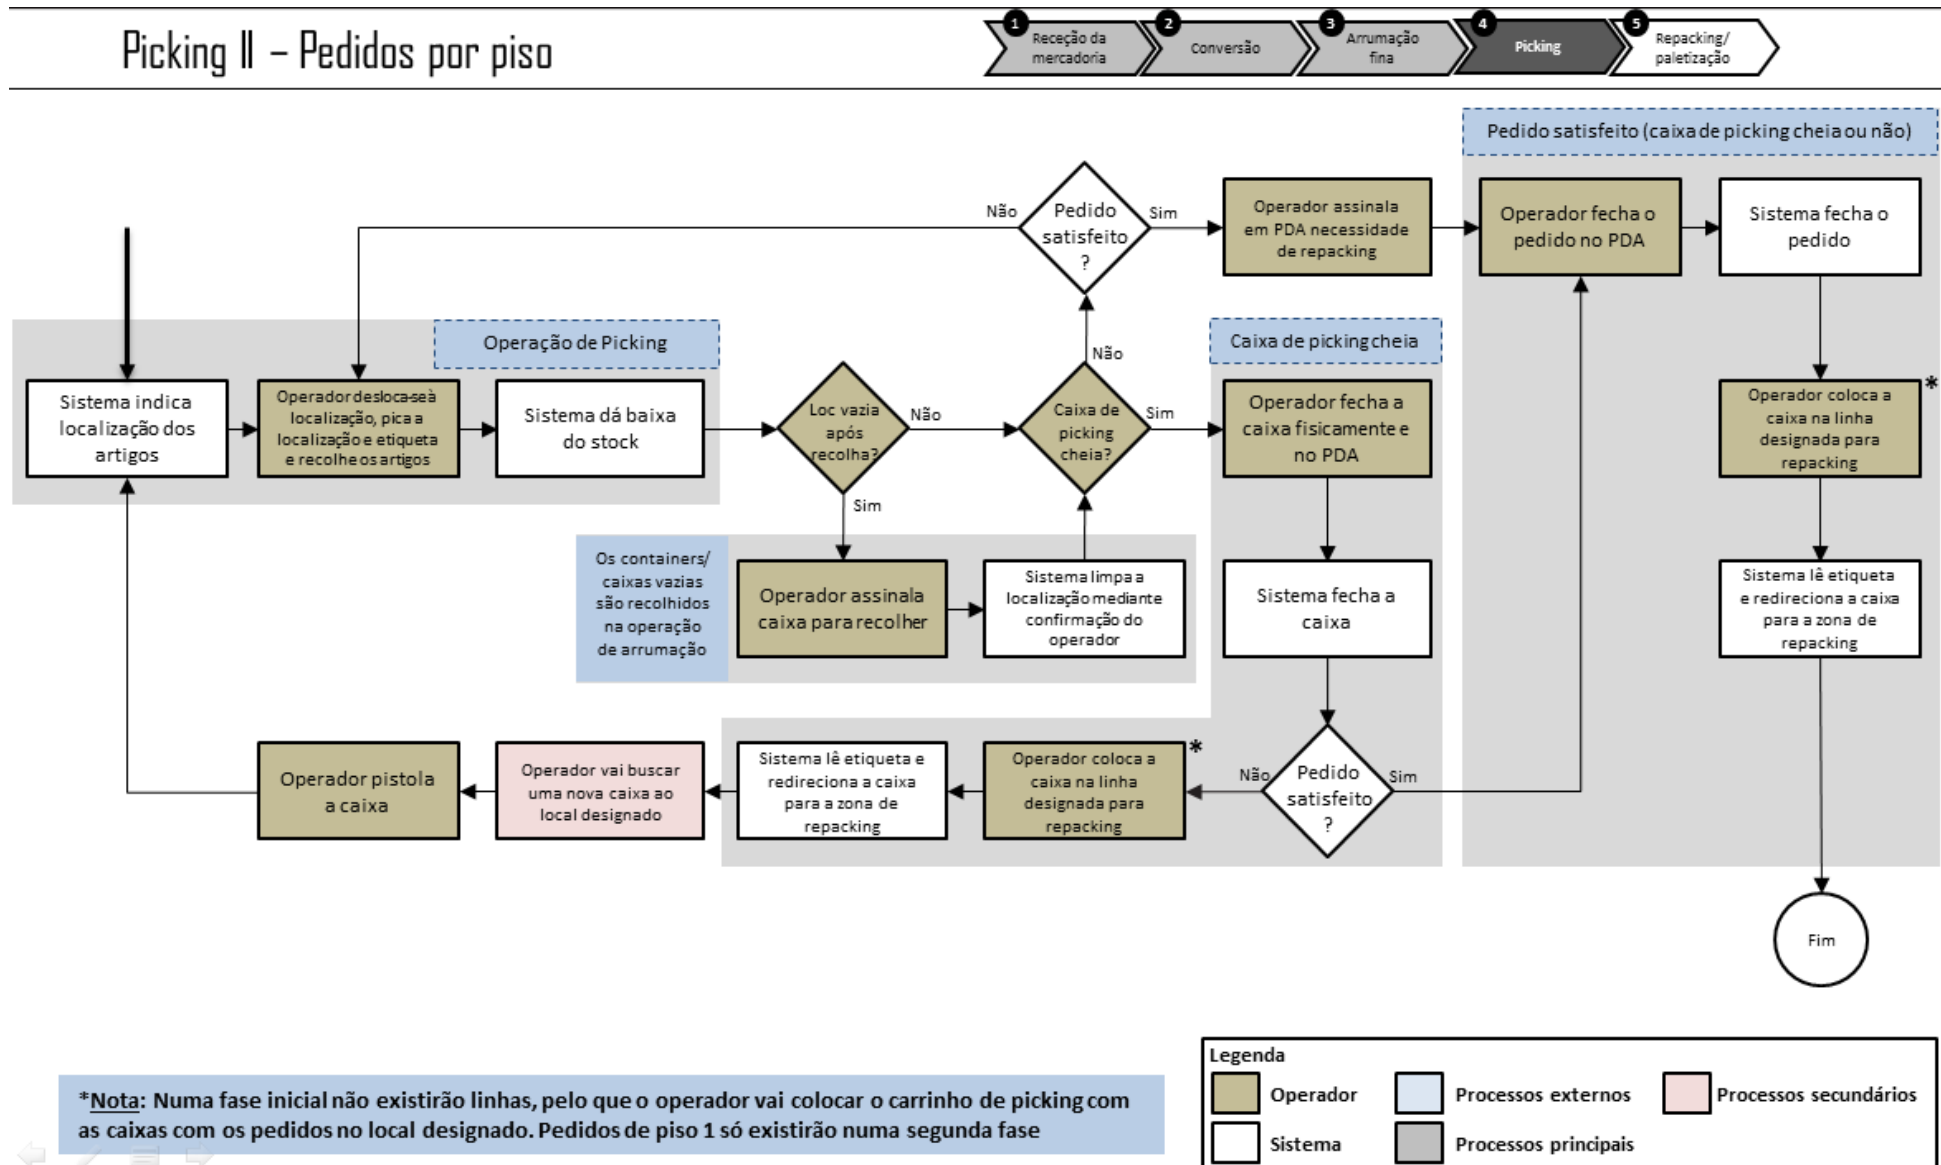 Picking II – Pedidos por piso
1
Receção da
mercadoria
2
Conversão
3
Arrumação
fina
4
Picking
5
Repacking/
paletização
Pedido satisfeito (caixa de picking cheia ou não)
Não
Pedido
satisfeito
?
Sim
Operador assinala
em PDA necessidade
de repacking
Operador fecha o
pedido no PDA
Sistema fecha o
pedido
Operação de Picking
Não
Caixa de picking cheia
Sistema indica
localização dos
artigos
Operador desloca-se à
localização, pica a
localização e etiqueta
e recolhe os artigos
Sistema dá baixa
do stock
Loc vazia
após
recolha?
Não
Caixa de
picking
cheia?
Sim
Operador fecha a
caixa fisicamente e
no PDA
Operador coloca a
caixa na linha
designada para
repacking
*
Sim
Os containers/
caixas vazias
são recolhidos
na operação
de arrumação
Operador assinala
caixa para recolher
Sistema limpa a
localização mediante
confirmação do
operador
Sistema fecha a
caixa
Sistema lê etiqueta
e redireciona a caixa
para a zona de
repacking
Operador pistola
a caixa
Operador vai buscar
uma nova caixa ao
local designado
Sistema lê etiqueta e
redireciona a caixa
para a zona de
repacking
Operador coloca a
caixa na linha
designada para
repacking
*
Não
Pedido
satisfeito
?
Sim
Fim
*Nota: Numa fase inicial não existirão linhas, pelo que o operador vai colocar o carrinho de picking com
as caixas com os pedidos no local designado. Pedidos de piso 1 só existirão numa segunda fase
Legenda
Operador
Processos externos
Processos secundários
Sistema
Processos principais